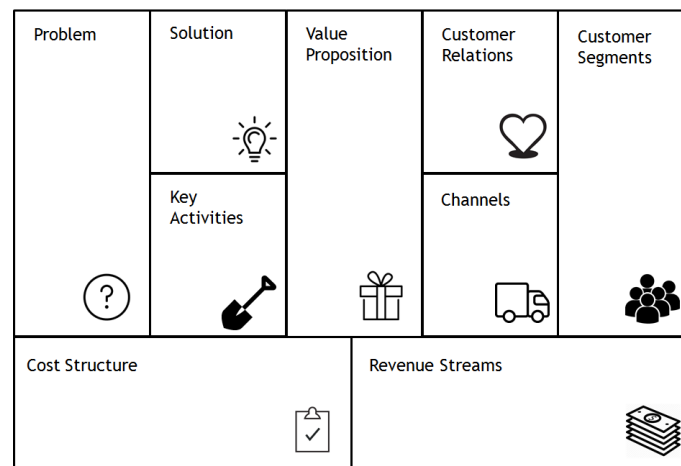 Problem
Solution
Value
Proposition
Customer
Relations
Customer
Segments
Key
Activities
Channels
?
Cost Structure
Revenue Streams